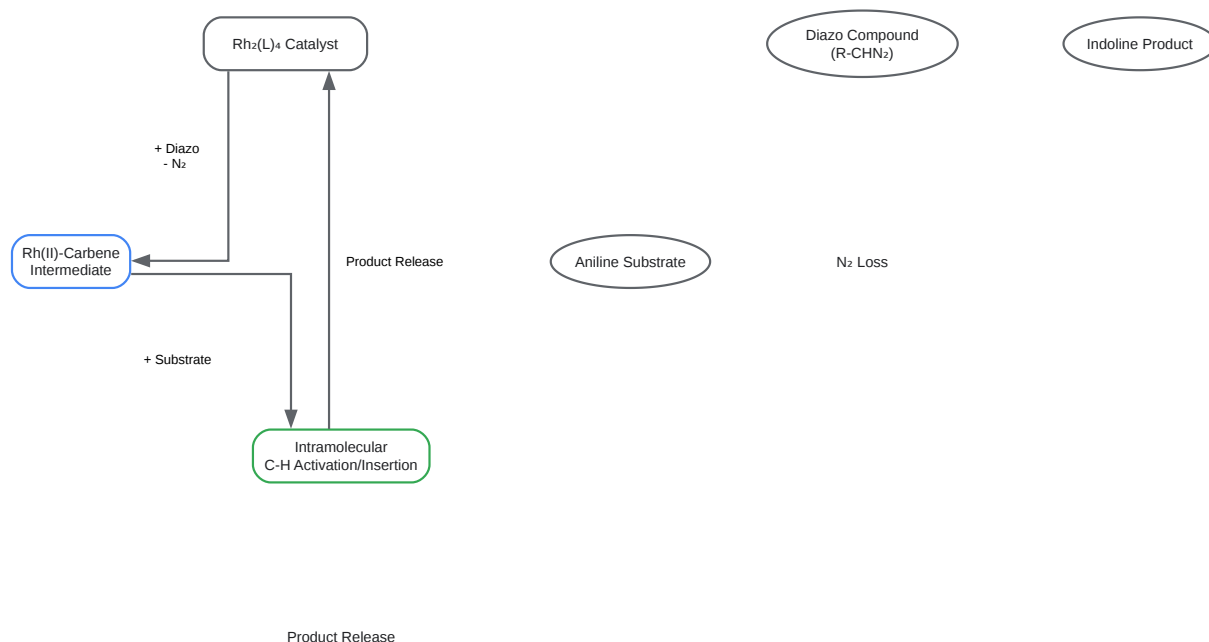 Rh₂(L)₄ Catalyst
Diazo Compound
(R-CHN₂)
Indoline Product
+ Diazo
- N₂
Rh(II)-Carbene
Intermediate
Product Release
Aniline Substrate
N₂ Loss
+ Substrate
Intramolecular
C-H Activation/Insertion
Product Release